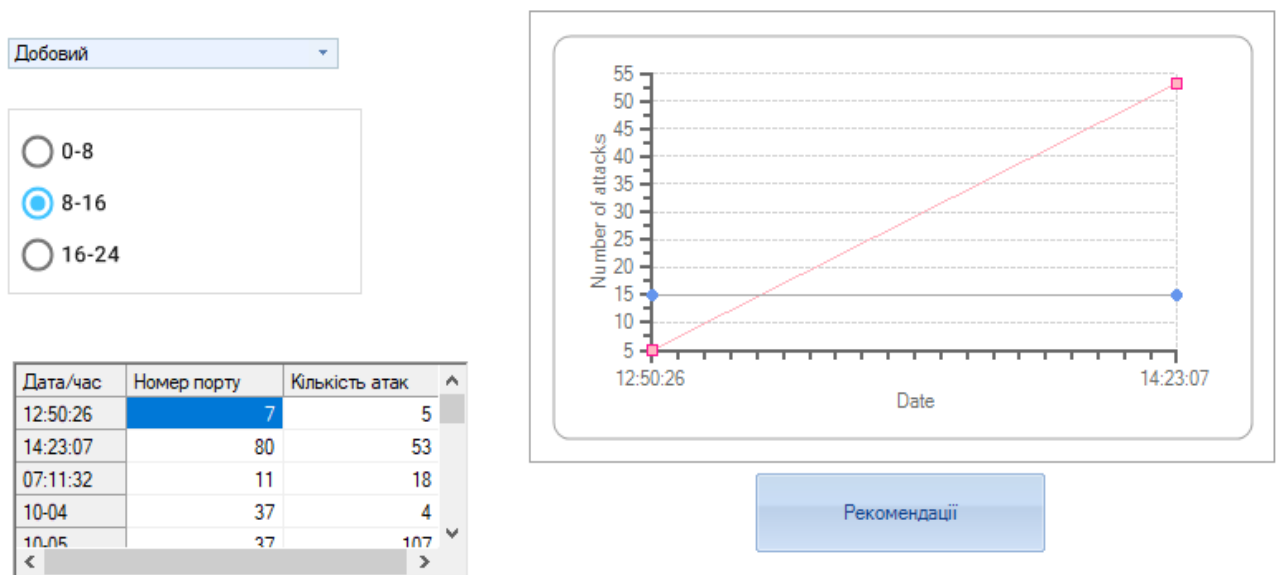 Добовий
0-8
8-16
16-24
Дата/час Номер порту Кількість атак
12:50:26 7 5
14:23:07 80 53
07:11:32 11 18
10-04 37 4
10-05 37 107
55
50
45
40
35
30
25
20
15
10
5
Number of attacks
12:50:26 14:23:07
Date
Рекомендації